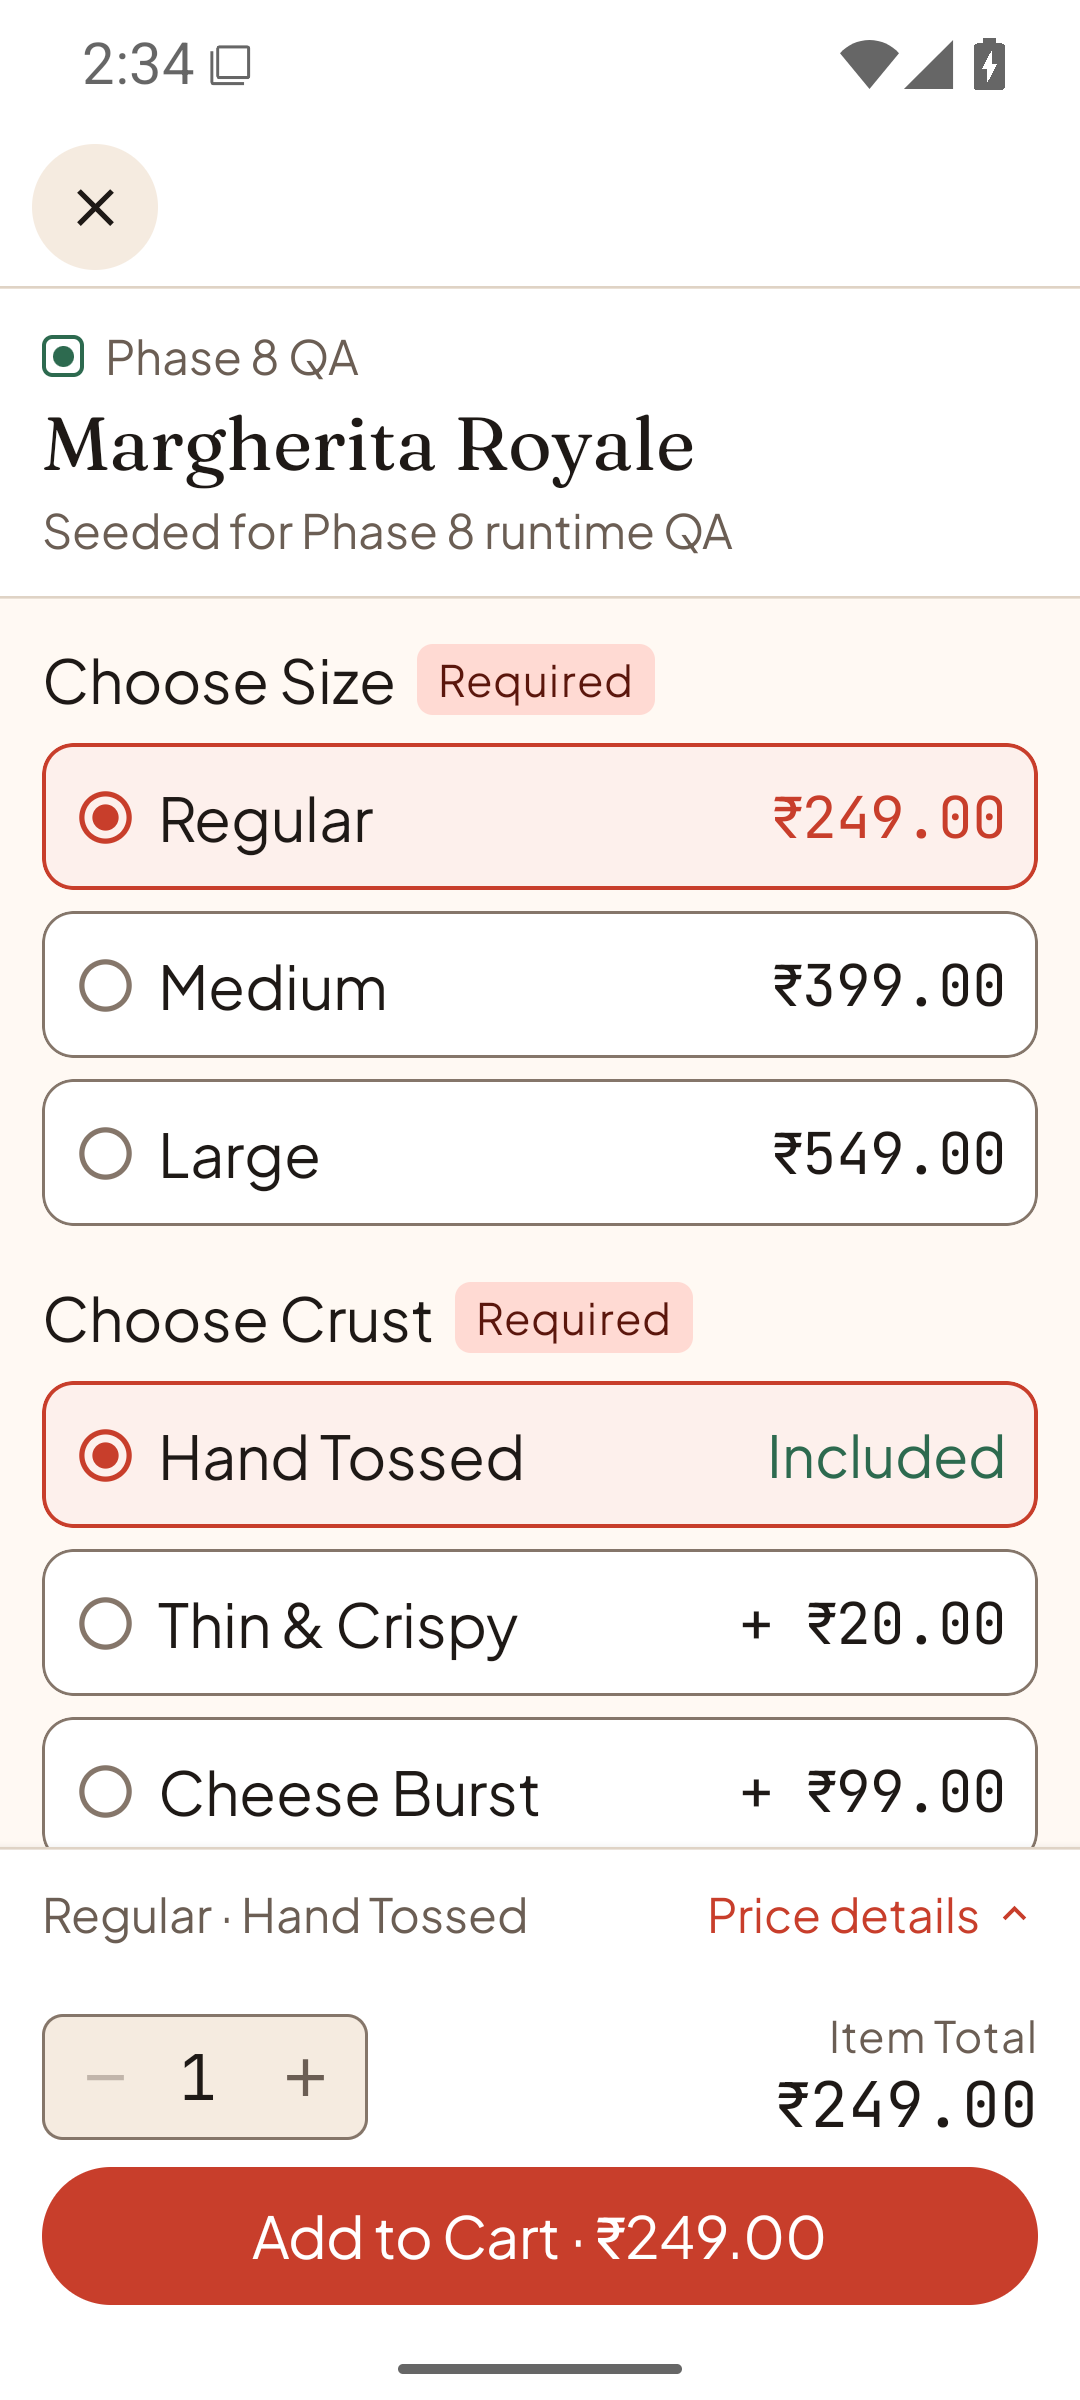 2:34
Phase 8 QA
Margherita Royale
Seeded for Phase 8 runtime QA
Choose Size Required
Regular ₹249.00
Medium ₹399.00
Large ₹549.00
Choose Crust Required
Hand Tossed Included
Thin & Crispy + ₹20.00
Cheese Burst + ₹99.00
Regular · Hand Tossed Price details
Item Total
− 1 + ₹249.00
Add to Cart · ₹249.00